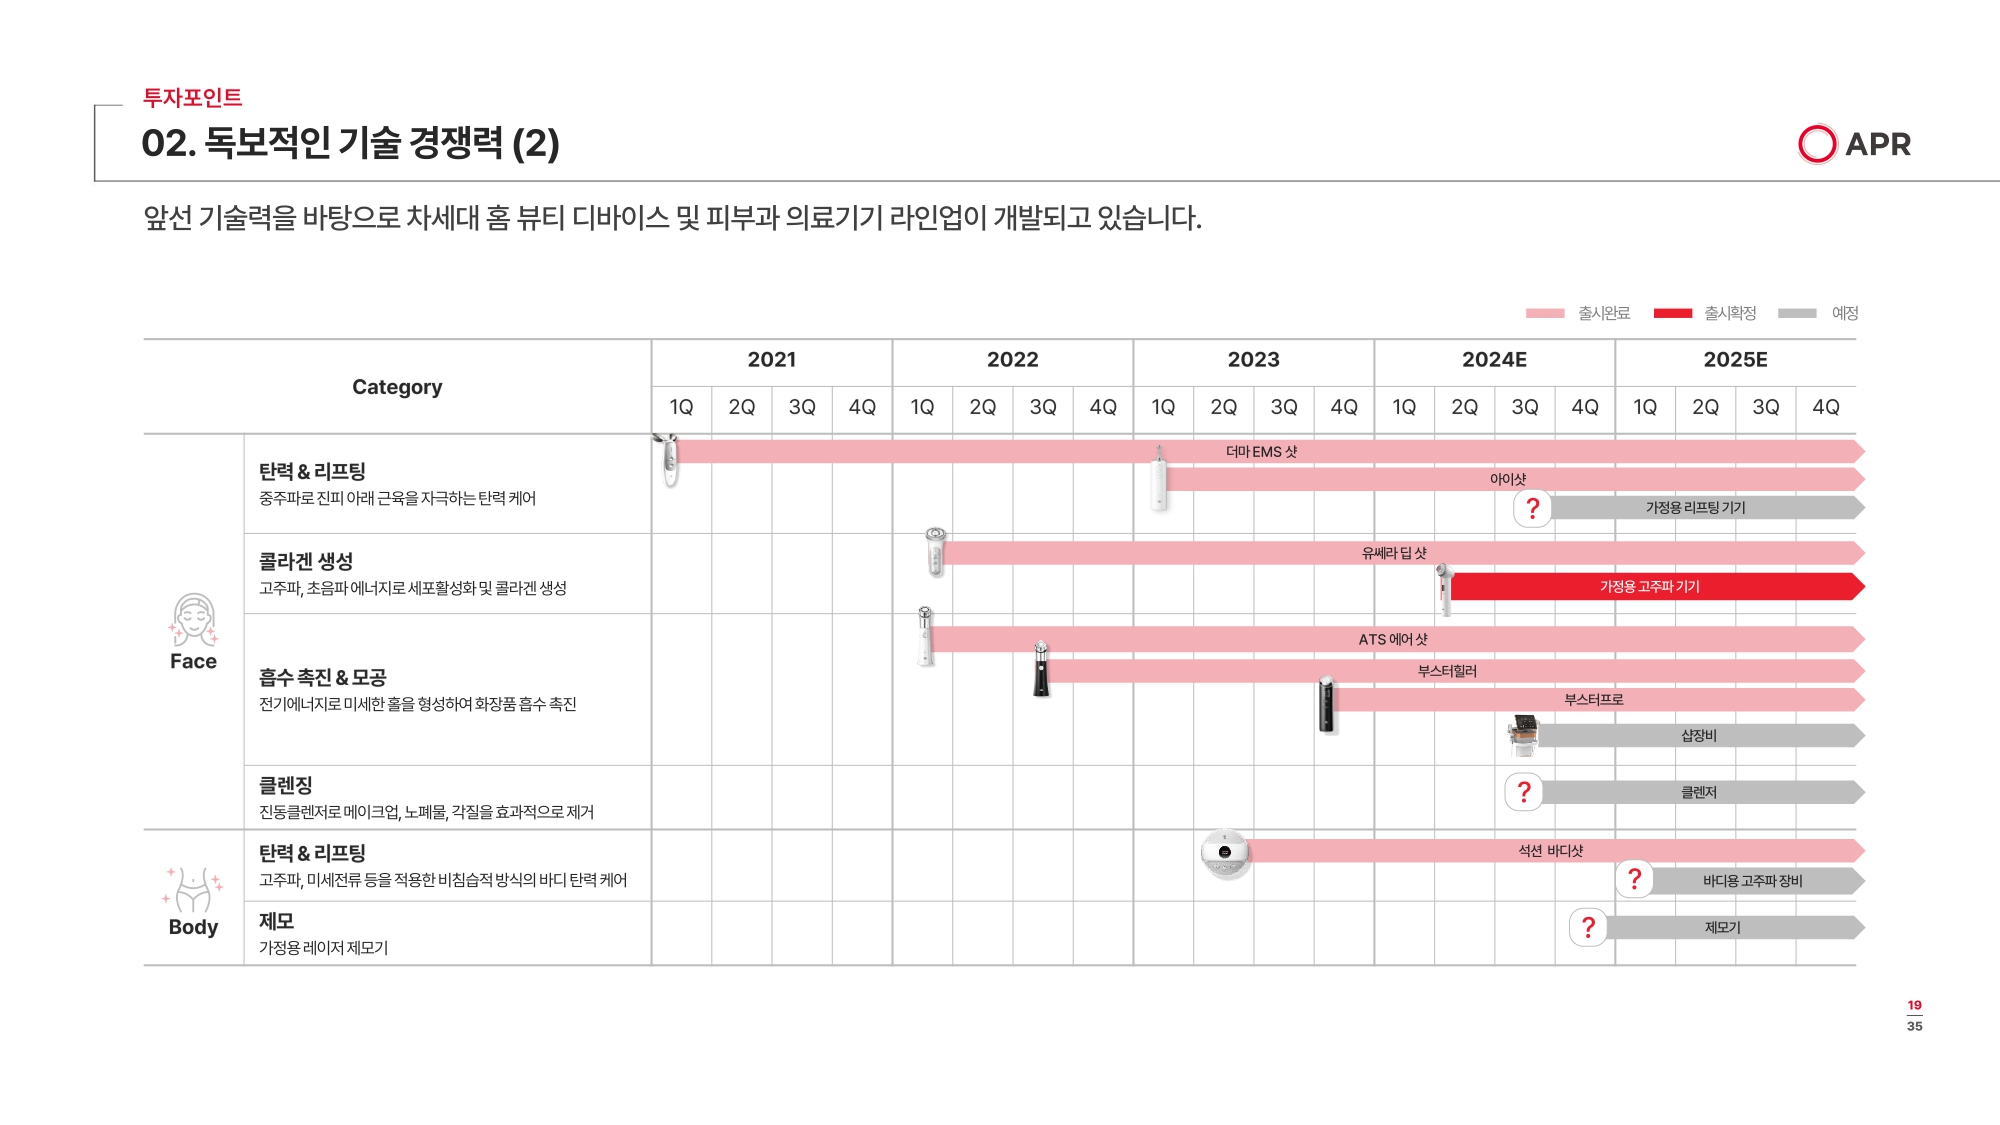 투자포인트
02. 독보적인 기술 경쟁력 (2)
APR
앞선 기술력을 바탕으로 차세대 홈 뷰티 디바이스 및 피부과 의료기기 라인업이 개발되고 있습니다.
출시완료 출시확정 예정
Category 2021 2022 2023 2024E 2025E
1Q 2Q 3Q 4Q 1Q 2Q 3Q 4Q 1Q 2Q 3Q 4Q 1Q 2Q 3Q 4Q 1Q 2Q 3Q 4Q
Face
탄력 & 리프팅
중주파로 진피 아래 근육을 자극하는 탄력 케어
더마 EMS 샷
아이샷
? 가정용 리프팅 기기
콜라겐 생성
고주파, 초음파 에너지로 세포활성화 및 콜라겐 생성
유쎄라 딥 샷
가정용 고주파 기기
흡수 촉진 & 모공
전기에너지로 미세한 홀을 형성하여 화장품 흡수 촉진
ATS 에어 샷
부스터힐러
부스터프로
샵장비
클렌징
진동클렌저로 메이크업, 노폐물, 각질을 효과적으로 제거
? 클렌저
Body
탄력 & 리프팅
고주파, 미세전류 등을 적용한 비침습적 방식의 바디 탄력 케어
석션 바디샷
? 바디용 고주파 장비
제모
가정용 레이저 제모기
? 제모기
19
35